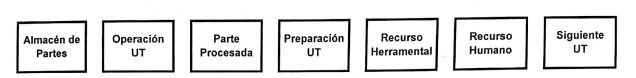 Almacén de
Partes
Operación
UT
Parte
Procesada
Preparación
UT
Recurso
Herramental
Recurso
Humano
Siguiente
UT